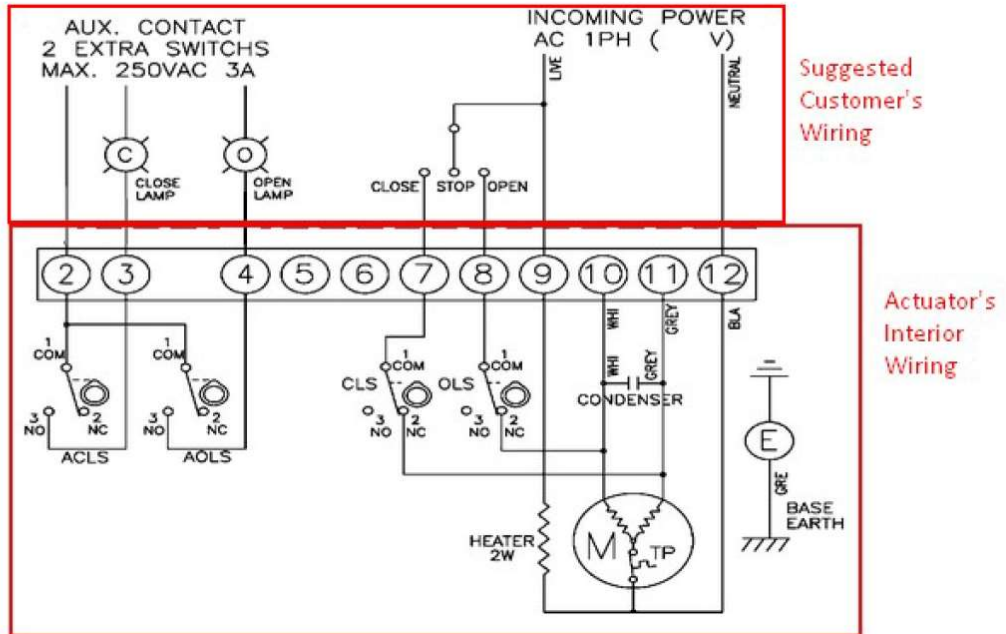 AUX. CONTACT
2 EXTRA SWITCHS
MAX. 250VAC 3A
INCOMING POWER
AC 1PH ( V)
LIVE
NEUTRAL
Suggested
Customer's
Wiring
C
CLOSE
LAMP
O
OPEN
LAMP
CLOSE STOP OPEN
2 3 4 5 6 7 8 9 10 11 12
Actuator's
Interior
Wiring
WHI
GREY
BLA
1
COM
3
NO
2
NC
ACLS
1
COM
3
NO
2
NC
AOLS
CLS
1
COM
3
NO
2
NC
OLS
1
COM
3
NO
2
NC
WHI
GREY
CONDENSER
HEATER
2W
M
TP
E
GRE
BASE
EARTH